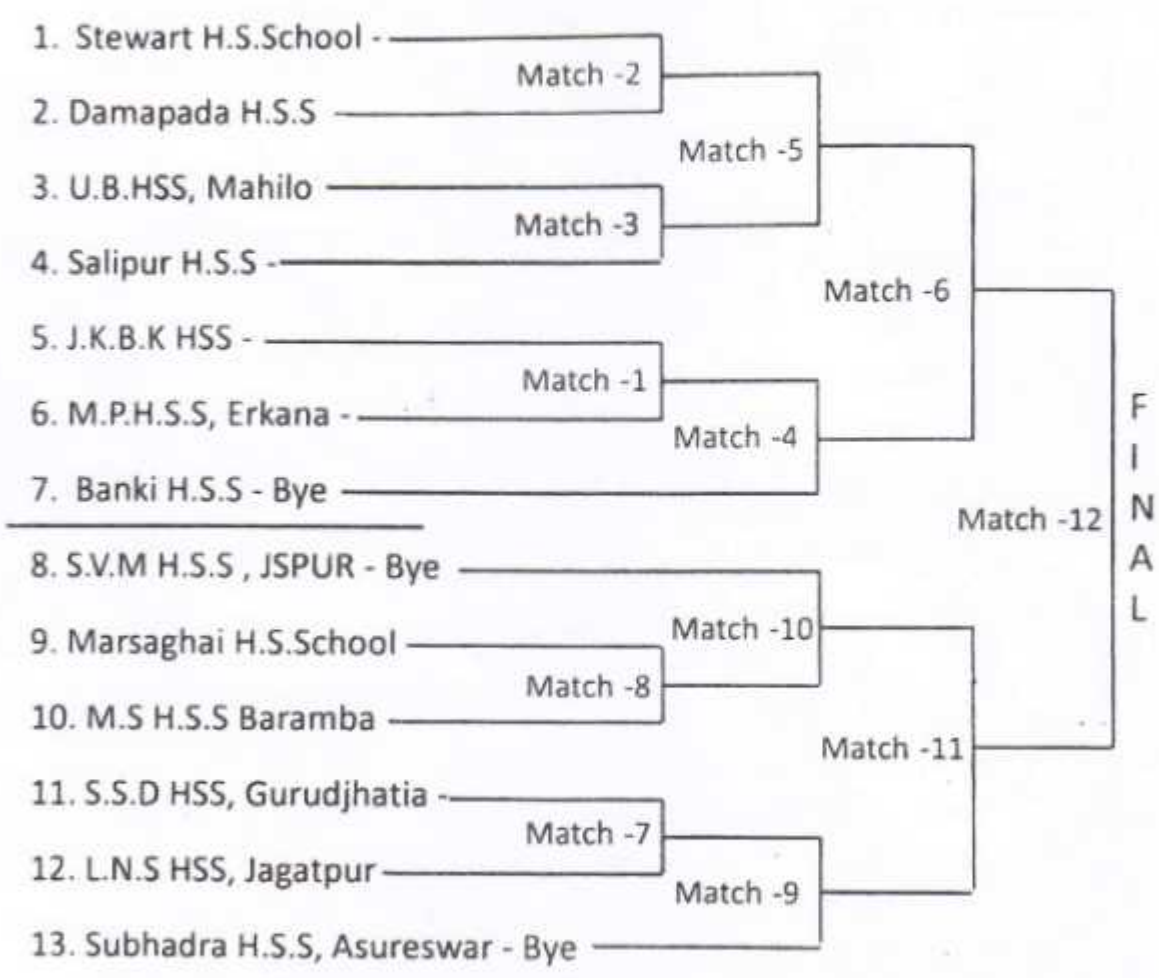 1. Stewart H.S.School -
Match -2
2. Damapada H.S.S
Match -5
3. U.B.HSS, Mahilo
Match -3
4. Salipur H.S.S -
Match -6
5. J.K.B.K HSS -
Match -1
6. M.P.H.S.S, Erkana -
Match -4
7. Banki H.S.S - Bye
Match -12
FINAL
8. S.V.M H.S.S , JSPUR - Bye
Match -10
9. Marsaghai H.S.School
Match -8
10. M.S H.S.S Baramba
Match -11
11. S.S.D HSS, Gurudjhatia -
Match -7
12. L.N.S HSS, Jagatpur
Match -9
13. Subhadra H.S.S, Asureswar - Bye